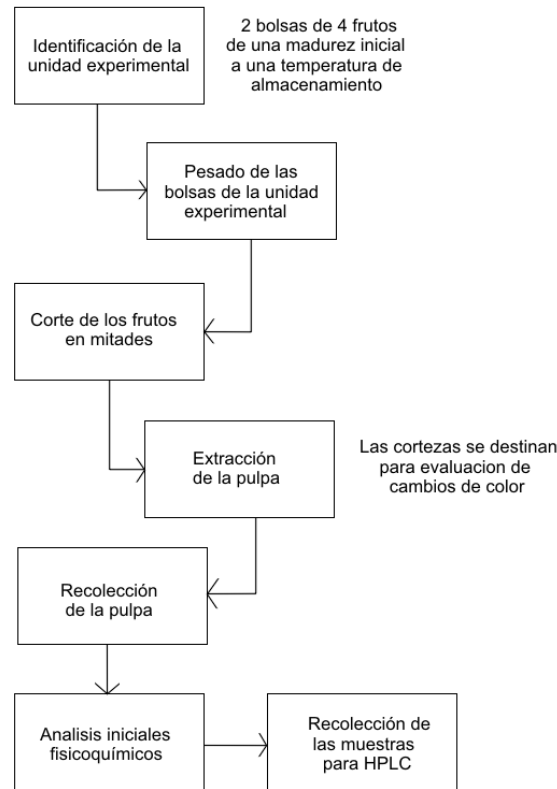 Identificación de la
unidad experimental
2 bolsas de 4 frutos
de una madurez inicial
a una temperatura de
almacenamiento
Pesado de las
bolsas de la unidad
experimental
Corte de los frutos
en mitades
Extracción
de la pulpa
Las cortezas se destinan
para evaluacion de
cambios de color
Recolección
de la pulpa
Analisis iniciales
fisicoquímicos
Recolección de
las muestras
para HPLC